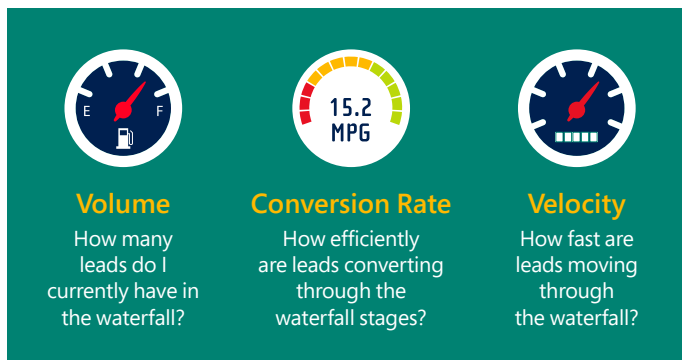 E F
15.2
MPG
Volume
How many
leads do I
currently have in
the waterfall?
Conversion Rate
How efficiently
are leads converting
through the
waterfall stages?
Velocity
How fast are
leads moving
through
the waterfall?